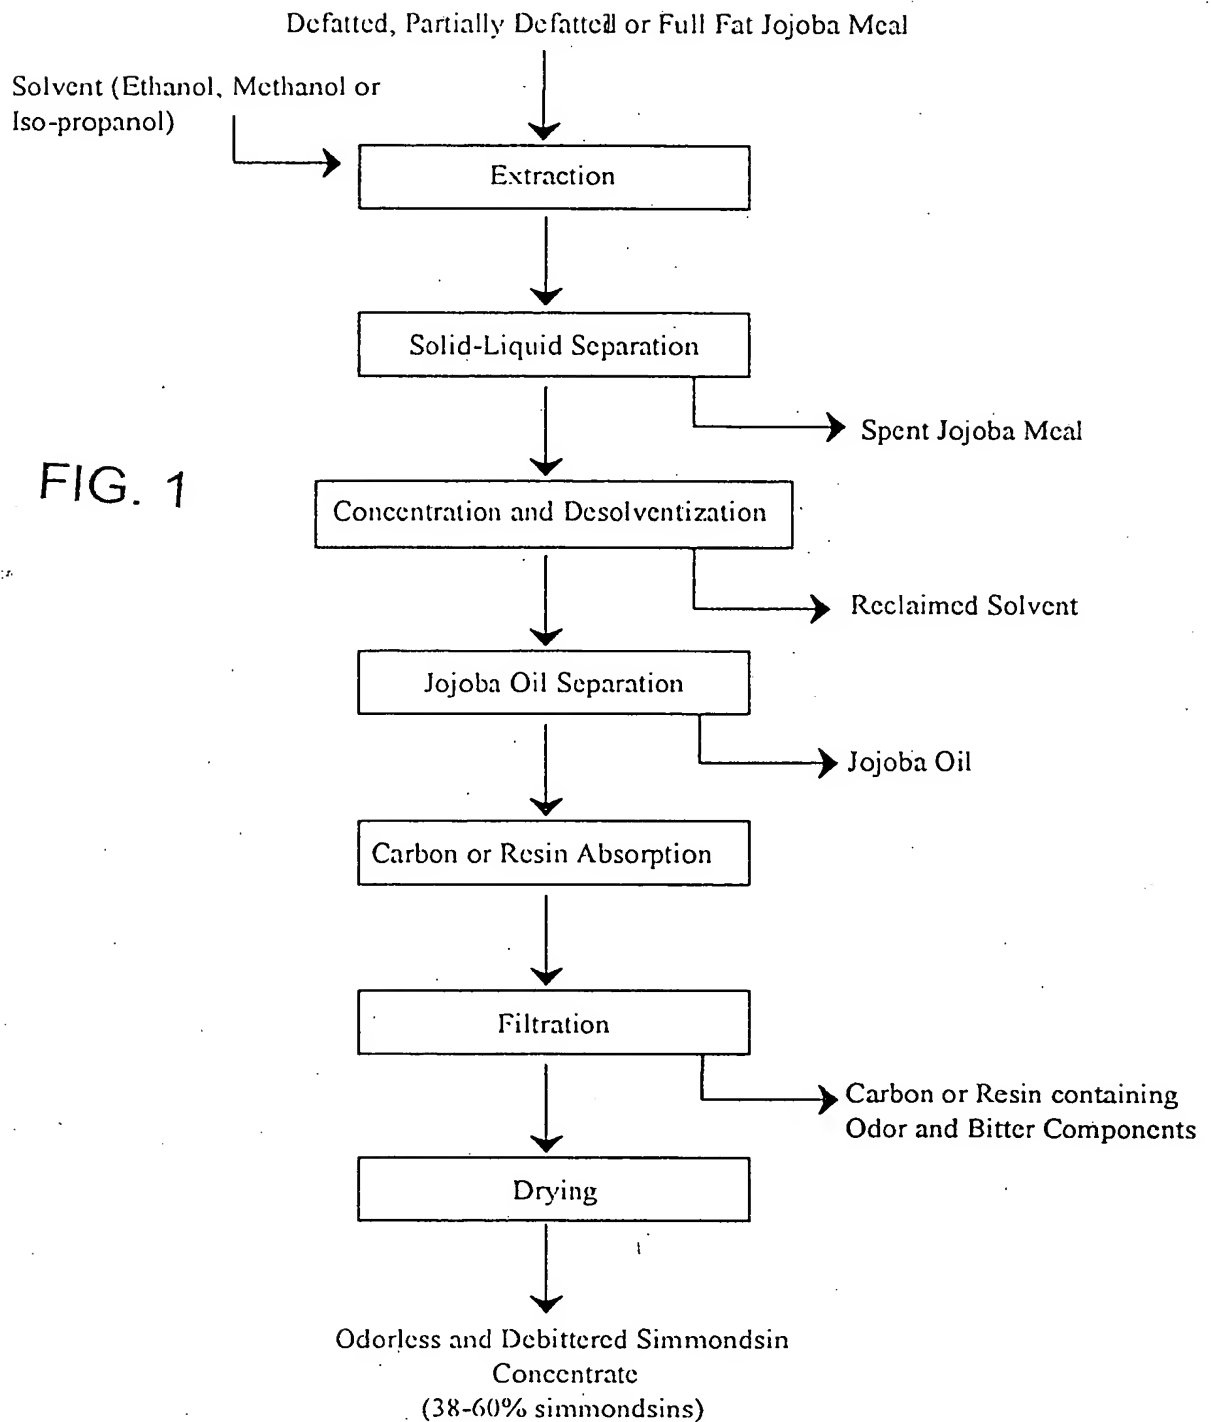 Defatted, Partially Defatted or Full Fat Jojoba Meal
Solvent (Ethanol, Methanol or
Iso-propanol)
Extraction
Solid-Liquid Separation
Spent Jojoba Meal
FIG. 1
Concentration and Desolventization
Reclaimed Solvent
Jojoba Oil Separation
Jojoba Oil
Carbon or Resin Absorption
Filtration
Carbon or Resin containing
Odor and Bitter Components
Drying
Odorless and Debittered Simmondsin
Concentrate
(38-60% simmondsins)